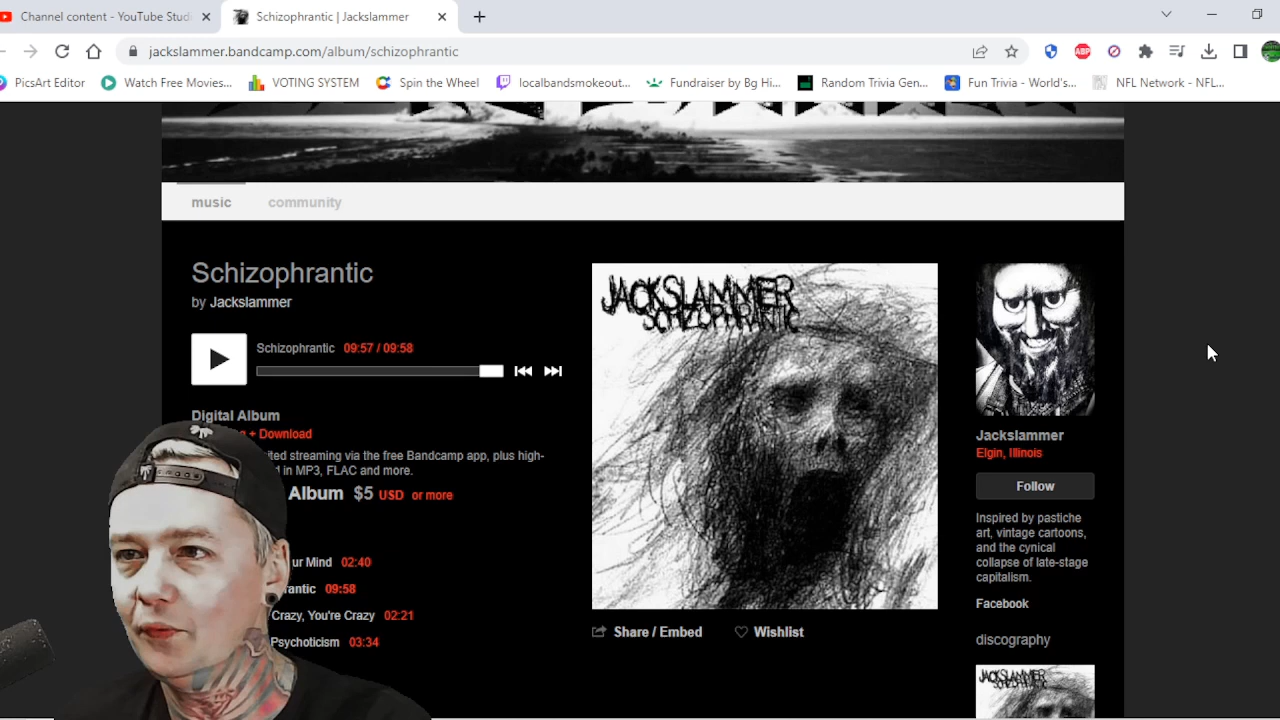 Channel content - YouTube Stud
Schizophrantic | Jackslammer
jackslammer.bandcamp.com/album/schizophrantic
ABP
PicsArt Editor
Watch Free Movies...
VOTING SYSTEM
Spin the Wheel
localbandsmokeout...
Fundraiser by Bg Hi...
Random Trivia Gen...
Fun Trivia - World's...
NFL Network - NFL...
music
community
Schizophrantic
by Jackslammer
Schizophrantic 09:57 / 09:58
Digital Album
+ Download
ited streaming via the free Bandcamp app, plus high-
d in MP3, FLAC and more.
Album $5 USD or more
ur Mind 02:40
rantic 09:58
Crazy, You're Crazy 02:21
Psychoticism 03:34
JACKSLAMMER
SCHIZOPHRANTIC
Share / Embed
Wishlist
Jackslammer
Elgin, Illinois
Follow
Inspired by pastiche
art, vintage cartoons,
and the cynical
collapse of late-stage
capitalism.
Facebook
discography
JACKSLAMMER
SCHIZOPHRANTIC